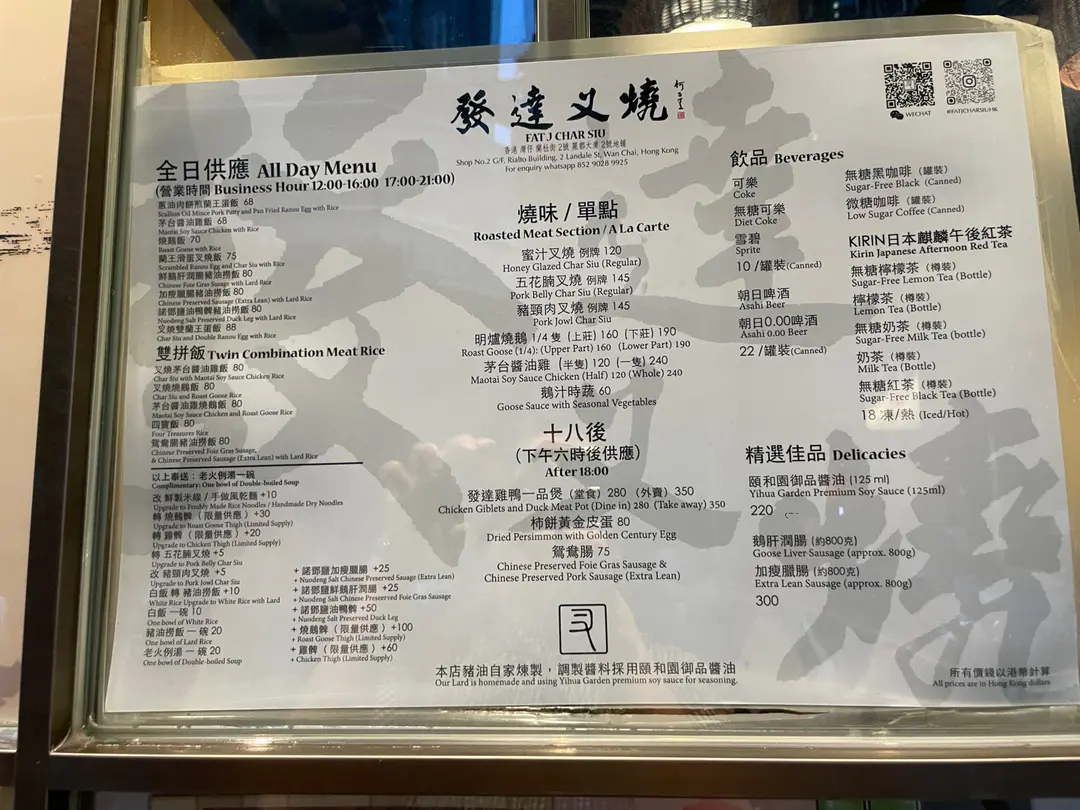 發達叉燒
FAT J CHAR SIU
香港 灣仔 蘭杜街2號 麗都大廈 2號地舖
Shop No.2 G/F, Rialto Building, 2 Landale St, Wan Chai, Hong Kong
For enquiry whatsapp 852 9028 9925
WECHAT
@FATJCHARSIUHK
全日供應 All Day Menu
(營業時間 Business Hour 12:00-16:00 17:00-21:00)
蔥油肉餅煎蘭王蛋飯 68
Scallion Oil Mince Pork Patty and Pan Fried Ranou Egg with Rice
茅台醬油雞飯 68
Maotai Soy Sauce Chicken with Rice
燒鵝飯 70
Roast Goose with Rice
蘭王滑蛋叉燒飯 75
Scrambled Ranou Egg and Char Siu with Rice
鮮鵝肝潤腸豬油撈飯 80
Chinese Foie Gras Susage with Lard Rice
加瘦臘腸豬油撈飯 80
Chinese Preserved Sausage (Extra Lean) with Lard Rice
諾鄧鹽油鴨髀豬油撈飯 80
Nuodeng Salt Preserved Duck Leg with Lard Rice
叉燒雙蘭王蛋飯 88
Char Siu and Double Ranou Egg with Rice
雙拼飯 Twin Combination Meat Rice
叉燒茅台醬油雞飯 80
Char Siu with Maotai Soy Sauce Chicken Rice
叉燒燒鵝飯 80
Char Siu and Roast Goose Rice
茅台醬油雞燒鵝飯 80
Maotai Soy Sauce Chicken and Roast Goose Rice
四寶飯 80
Four Treasures Rice
鴛鴦腸豬油撈飯 80
Chinese Preserved Foie Gras Susage,
& Chinese Preserved Sausage (Extra Lean) with Lard Rice
以上奉送：老火例湯一碗
Complimentary: One bowl of Double-boiled Soup
改 鮮製米線 / 手做風乾麵 +10
Upgrade to Freshly Made Rice Noodles / Handmade Dry Noodles
轉 燒鵝髀（限量供應）+30
Upgrade to Roast Goose Thigh (Limited Supply)
轉 雞髀（限量供應）+20
Upgrade to Chicken Thigh (Limited Supply)
轉 五花腩叉燒 +5
Upgrade to Pork Belly Char Siu
改 豬頸肉叉燒 +5
Upgrade to Pork Jowl Char Siu
白飯 轉 豬油撈飯 +10
White Rice Upgrade to White Rice with Lard
白飯 一碗 10
One bowl of White Rice
豬油撈飯 一碗 20
One bowl of Lard Rice
老火例湯 一碗 20
One bowl of Double-boiled Soup
+ 諾鄧鹽加瘦臘腸 +25
+ Nuodeng Salt Chinese Preserved Sauage (Extra Lean)
+ 諾鄧鹽鮮鵝肝潤腸 +25
+ Nuodeng Salt Chinese Preserved Foie Gras Sausage
+ 諾鄧鹽油鴨髀 +50
+ Nuodeng Salt Preserved Duck Leg
+ 燒鵝髀（限量供應）+100
+ Roast Goose Thigh (Limited Supply)
+ 雞髀（限量供應）+60
+ Chicken Thigh (Limited Supply)
燒味 / 單點
Roasted Meat Section / A La Carte
蜜汁叉燒 例牌 120
Honey Glazed Char Siu (Regular)
五花腩叉燒 例牌 145
Pork Belly Char Siu (Regular)
豬頸肉叉燒 例牌 145
Pork Jowl Char Siu
明爐燒鵝 1/4 隻 (上莊) 160 (下莊) 190
Roast Goose (1/4): (Upper Part) 160 (Lower Part) 190
茅台醬油雞 (半隻) 120 (一隻) 240
Maotai Soy Sauce Chicken (Half) 120 (Whole) 240
鵝汁時蔬 60
Goose Sauce with Seasonal Vegetables
十八後
（下午六時後供應）
After 18:00
發達雞鴨一品煲（堂食）280（外賣）350
Chicken Giblets and Duck Meat Pot (Dine in) 280 (Take away) 350
柿餅黃金皮蛋 80
Dried Persimmon with Golden Century Egg
鴛鴦腸 75
Chinese Preserved Foie Gras Sausage &
Chinese Preserved Pork Sausage (Extra Lean)
本店豬油自家煉製，調製醬料採用頤和園御品醬油
Our Lard is homemade and using Yihua Garden premium soy sauce for seasoning.
飲品 Beverages
可樂
Coke
無糖可樂
Diet Coke
雪碧
Sprite
10 /罐裝(Canned)
朝日啤酒
Asahi Beer
朝日0.00啤酒
Asahi 0.00 Beer
22 /罐裝(Canned)
無糖黑咖啡（罐裝）
Sugar-Free Black (Canned)
微糖咖啡（罐裝）
Low Sugar Coffee (Canned)
KIRIN日本麒麟午後紅茶
Kirin Japanese Afternoon Red Tea
無糖檸檬茶（樽裝）
Sugar-Free Lemon Tea (Bottle)
檸檬茶（樽裝）
Lemon Tea (Bottle)
無糖奶茶（樽裝）
Sugar-Free Milk Tea (bottle)
奶茶（樽裝）
Milk Tea (Bottle)
無糖紅茶（樽裝）
Sugar-Free Black Tea (Bottle)
18 凍/熱 (Iced/Hot)
精選佳品 Delicacies
頤和園御品醬油 (125 ml)
Yihua Garden Premium Soy Sauce (125ml)
220
鵝肝潤腸 (約800克)
Goose Liver Sausage (approx. 800g)
加瘦臘腸 (約800克)
Extra Lean Sausage (approx. 800g)
300
所有價錢以港幣計算
All prices are in Hong Kong dollars